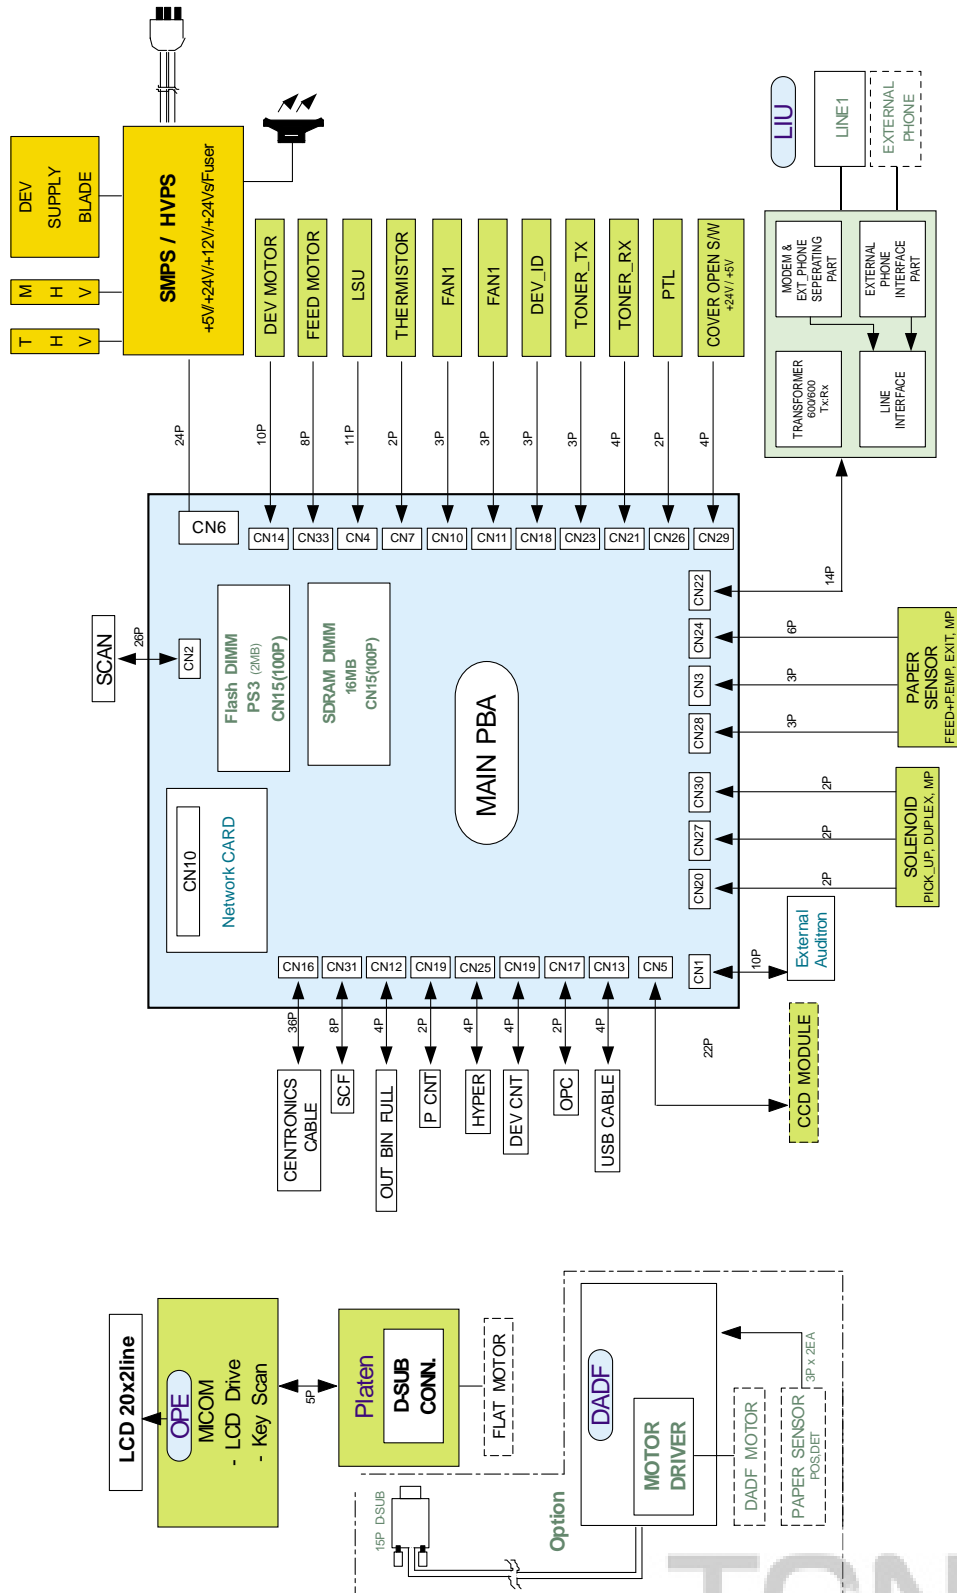 DEV
SUPPLY
BLADE
M H V
T H V
SMPS / HVPS
+5V/+24V/+12V/+24Vs/Fuser
24P
CN6
DEV MOTOR
FEED MOTOR
LSU
THERMISTOR
FAN1
FAN1
DEV_ID
TONER_TX
TONER_RX
PTL
COVER OPEN S/W
+24V / +5V
10P
8P
11P
2P
3P
3P
3P
3P
4P
2P
4P
CN14
CN33
CN4
CN7
CN10
CN11
CN18
CN23
CN21
CN26
CN29
LIU
LINE1
EXTERNAL
PHONE
MODEM &
EXT_PHONE
SEPERATING
PART
EXTERNAL
PHONE
INTERFACE
PART
TRANSFORMER
600/600
Tx:Rx
LINE
INTERFACE
14P
SCAN
26P
CN2
Flash DIMM
PS3 (2MB)
CN15(100P)
SDRAM DIMM
16MB
CN15(100P)
MAIN PBA
CN10
Network CARD
CN22
CN24
CN3
CN28
CN30
CN27
CN20
CN1
6P
3P
3P
2P
2P
2P
10P
PAPER
SENSOR
FEED+P.EMP, EXIT, MP
SOLENOID
PICK_UP, DUPLEX, MP
External
Auditron
CN16
CN31
CN12
CN19
CN25
CN19
CN17
CN13
CN5
36P
8P
4P
2P
4P
4P
2P
4P
22P
CENTRONICS
CABLE
SCF
OUT BIN FULL
P CNT
HYPER
DEV CNT
OPC
USB CABLE
CCD MODULE
LCD 20x2line
OPE
MICOM
- LCD Drive
- Key Scan
5P
Platen
D-SUB
CONN.
FLAT MOTOR
15P D-SUB
Option
DADF
MOTOR
DRIVER
DADF MOTOR
PAPER SENSOR
POS,DET
3P x 2EA